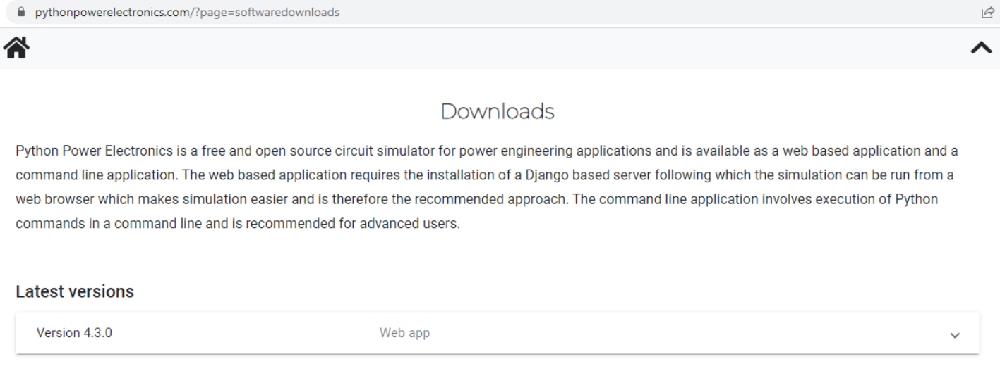 pythonpowerelectronics.com/?page=softwaredownloads
Downloads
Python Power Electronics is a free and open source circuit simulator for power engineering applications and is available as a web based application and a
command line application. The web based application requires the installation of a Django based server following which the simulation can be run from a
web browser which makes simulation easier and is therefore the recommended approach. The command line application involves execution of Python
commands in a command line and is recommended for advanced users.
Latest versions
Version 4.3.0 Web app